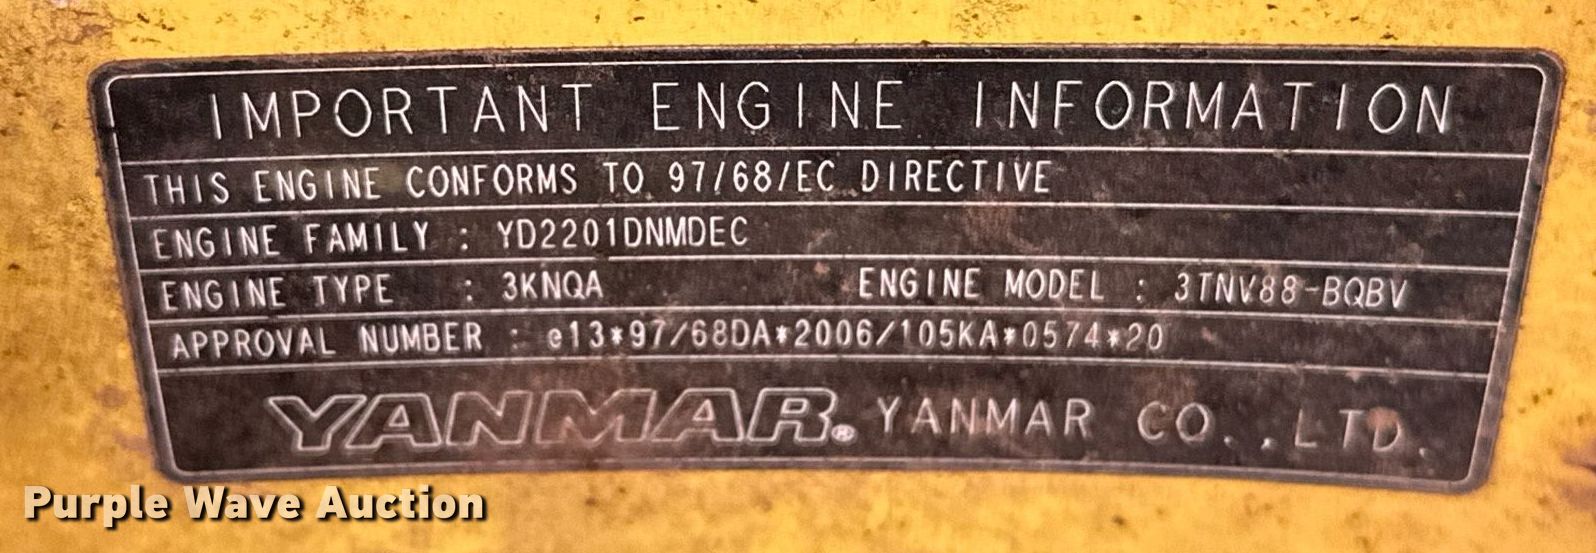 IMPORTANT ENGINE INFORMATION
THIS ENGINE CONFORMS TO 97/68/EC DIRECTIVE
ENGINE FAMILY : YD2201DNMDEC
ENGINE TYPE : 3KNQA ENGINE MODEL : 3TNV88-BQBV
APPROVAL NUMBER : e13*97/68DA*2006/105KA*0574*20
YANMAR® YANMAR CO.,LTD.
Purple Wave Auction